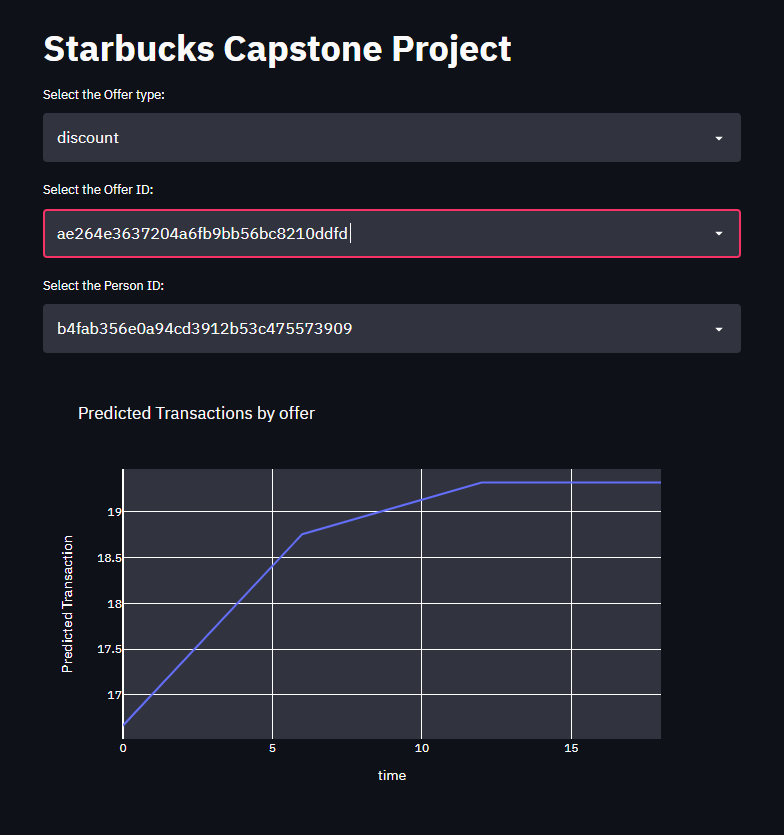 Starbucks Capstone Project
Select the Offer type:
discount
Select the Offer ID:
ae264e3637204a6fb9bb56bc8210ddfd
Select the Person ID:
b4fab356e0a94cd3912b53c475573909
Predicted Transactions by offer
Predicted Transaction
19
18.5
18
17.5
17
0 5 10 15
time